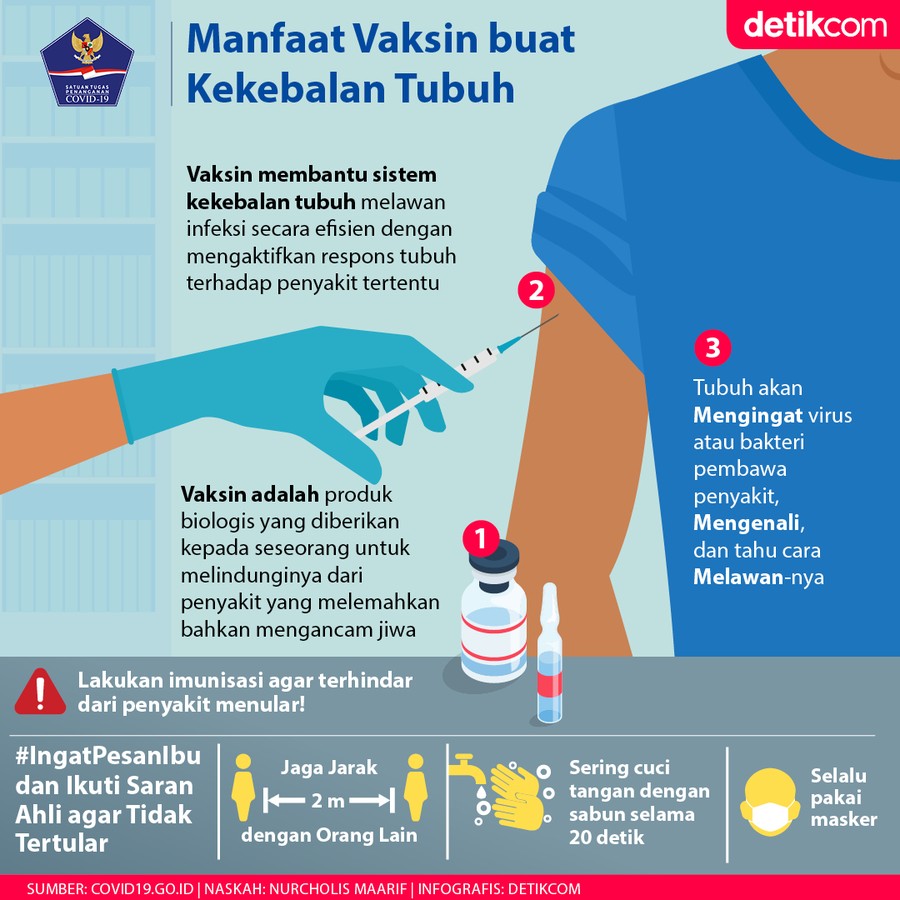 SATUAN TUGAS
PENANGANAN
COVID-19
Manfaat Vaksin buat
Kekebalan Tubuh
detikcom
Vaksin membantu sistem
kekebalan tubuh melawan
infeksi secara efisien dengan
mengaktifkan respons tubuh
terhadap penyakit tertentu
2
3
Tubuh akan
Mengingat virus
atau bakteri
pembawa
penyakit,
Mengenali,
dan tahu cara
Melawan-nya
Vaksin adalah produk
biologis yang diberikan
kepada seseorang untuk
melindunginya dari
penyakit yang melemahkan
bahkan mengancam jiwa
1
Lakukan imunisasi agar terhindar
dari penyakit menular!
#IngatPesanIbu
dan Ikuti Saran
Ahli agar Tidak
Tertular
Jaga Jarak
2 m
dengan Orang Lain
Sering cuci
tangan dengan
sabun selama
20 detik
Selalu
pakai
masker
SUMBER: COVID19.GO.ID | NASKAH: NURCHOLIS MAARIF | INFOGRAFIS: DETIKCOM